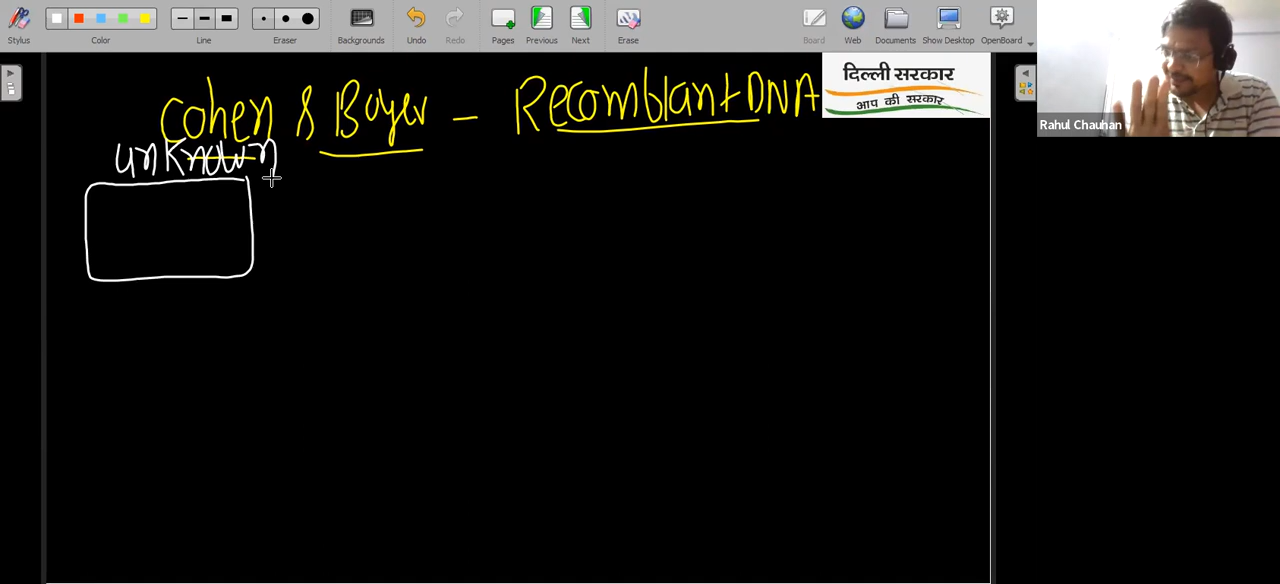 Stylus Color Line Eraser Backgrounds Undo Redo Pages Previous Next Erase Board Web Documents Show Desktop OpenBoard
Cohen & Boyer - Recombiant DNA
दिल्ली सरकार
आप की सरकार
unknown
Rahul Chauhan